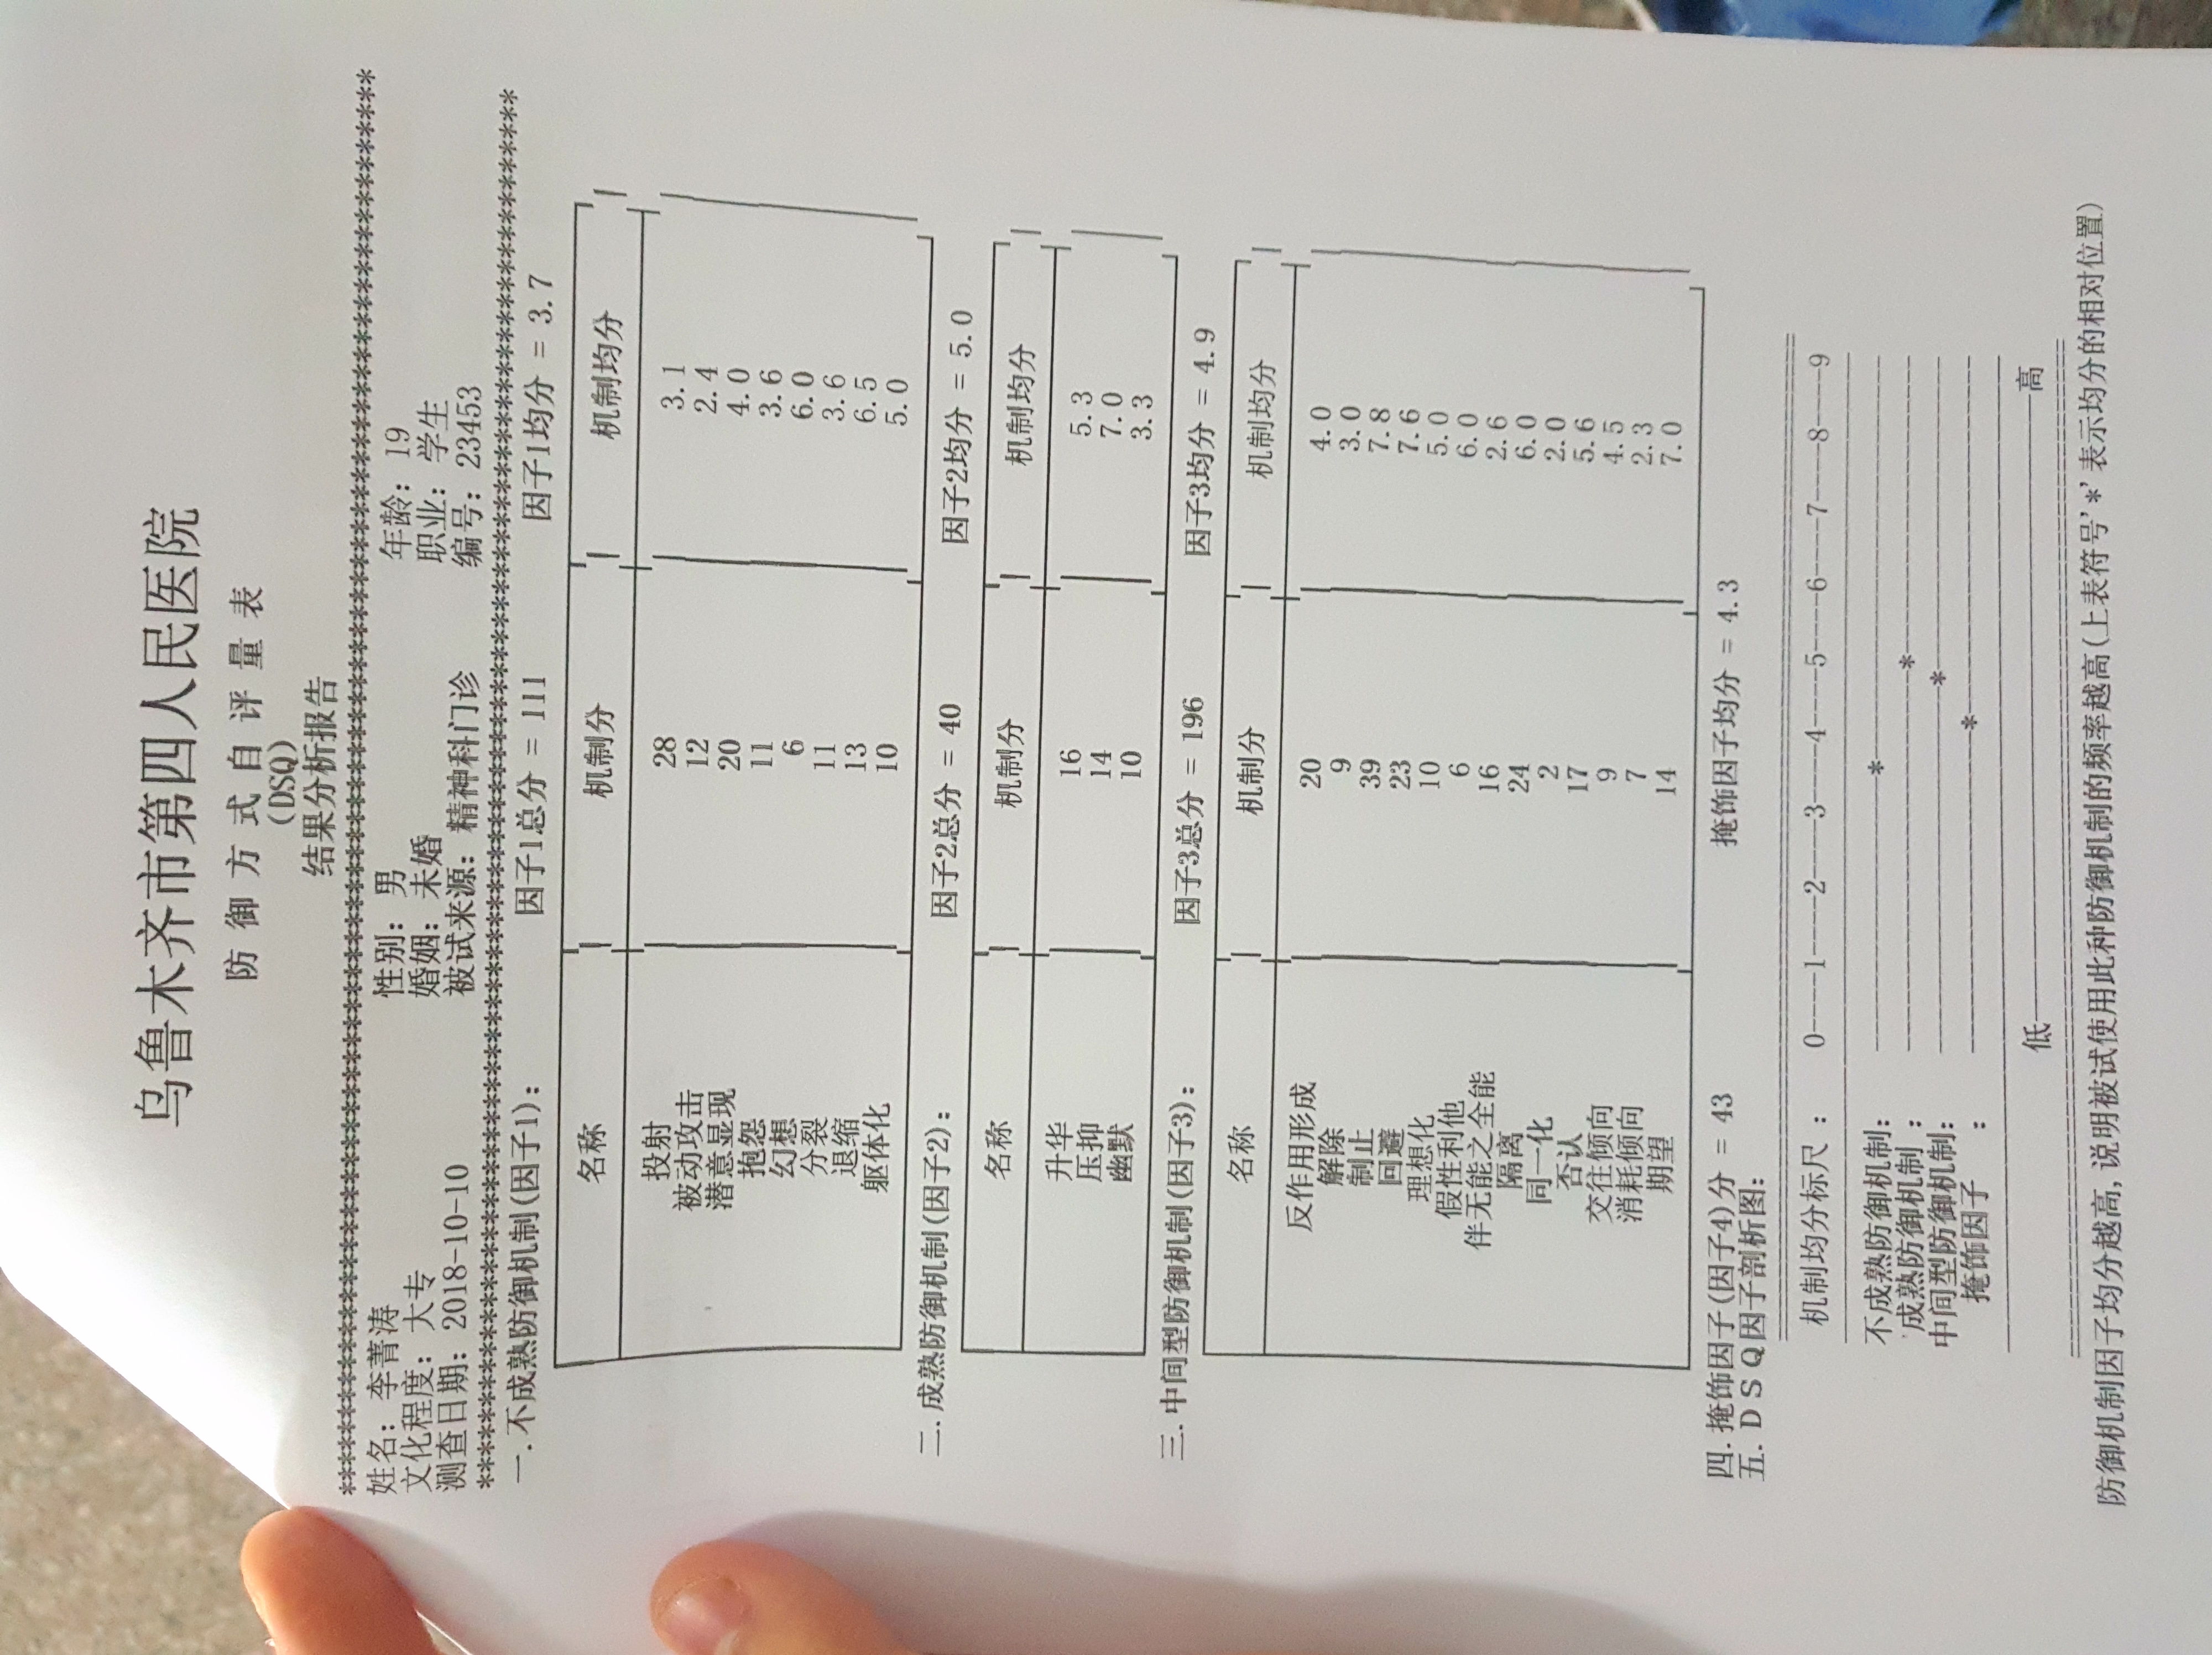 乌鲁木齐市第四人民医院
防 御 方 式 自 评 量 表
(DSQ)
结果分析报告
姓名: 李菁涛 性别: 男 年龄: 19
文化程度: 大专 婚姻: 未婚 职业: 学生
测查日期: 2018-10-10 被试来源: 精神科门诊 编号: 23453
一.不成熟防御机制(因子1): 因子1总分 = 111 因子1均分 = 3.7
名称 机制分 机制均分
投射 28 3.1
被动攻击 12 2.4
潜意显现 20 4.0
抱怨 11 3.6
幻想 6 6.0
分裂 11 3.6
退缩 13 6.5
躯体化 10 5.0
二.成熟防御机制(因子2): 因子2总分 = 40 因子2均分 = 5.0
名称 机制分 机制均分
升华 16 5.3
压抑 14 7.0
幽默 10 3.3
三.中间型防御机制(因子3): 因子3总分 = 196 因子3均分 = 4.9
名称 机制分 机制均分
反作用形成 20 4.0
解除 9 3.0
制止 39 7.8
回避 23 7.6
理想化 10 5.0
假性利他 6 6.0
伴无能之全能 16 2.6
隔离 24 6.0
同一化 2 2.0
否认 17 5.6
交往倾向 9 4.5
消耗倾向 7 2.3
期望 14 7.0
四.掩饰因子(因子4)分 = 43 掩饰因子均分 = 4.3
五.ＤＳＱ因子剖析图:
机制均分标尺 : 0----1----2----3----4----5----6----7----8----9
不成熟防御机制: *
成熟防御机制 : *
中间型防御机制: *
掩饰因子 : *
低 高
防御机制因子均分越高,说明被试使用此种防御机制的频率越高(上表符号'*'表示均分的相对位置)